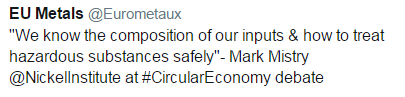 EU Metals @Eurometaux
"We know the composition of our inputs & how to treat
hazardous substances safely"- Mark Mistry
@NickelInstitute at #CircularEconomy debate